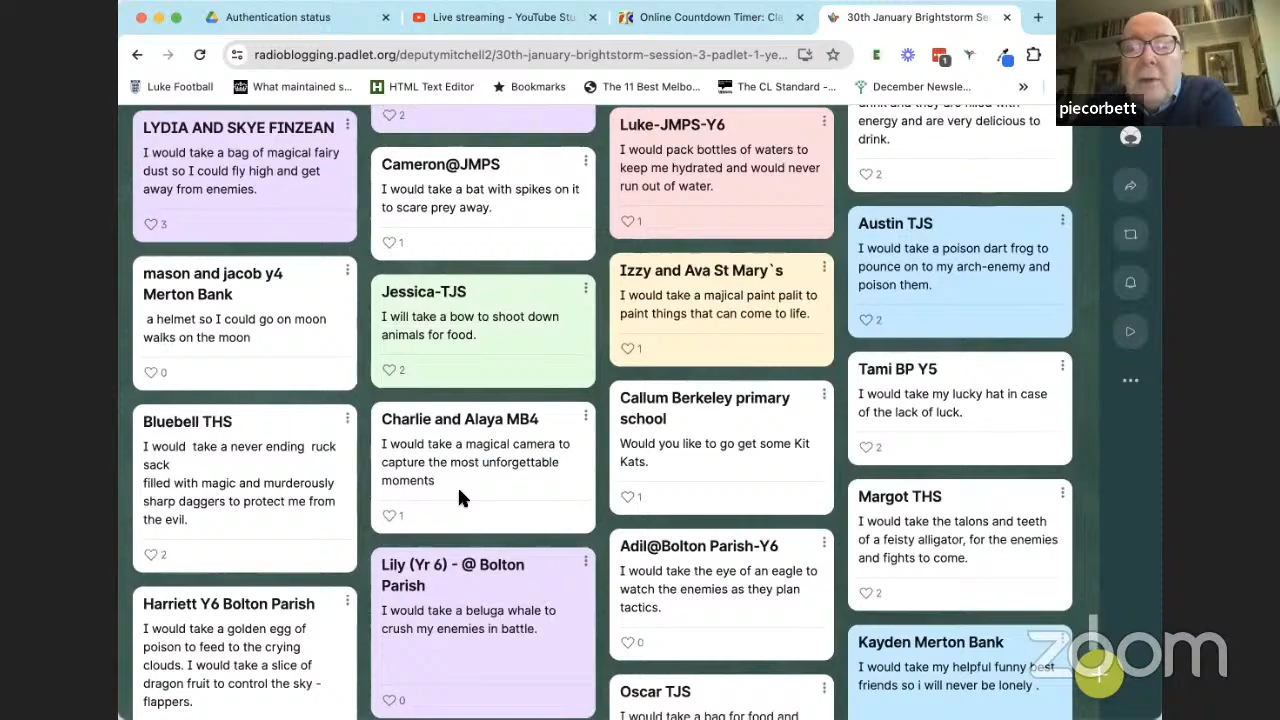 Authentication status
Live streaming - YouTube Stu
Online Countdown Timer: Cla
30th January Brightstorm Se
radioblogging.padlet.org/deputymitchell2/30th-january-brightstorm-session-3-padlet-1-ye...
Luke Football
What maintained s...
HTML Text Editor
Bookmarks
The 11 Best Melbo...
The CL Standard -...
December Newsle...
»
piecorbett
LYDIA AND SKYE FINZEAN
I would take a bag of magical fairy
dust so I could fly high and get
away from enemies.
3
mason and jacob y4
Merton Bank
a helmet so I could go on moon
walks on the moon
0
Bluebell THS
I would take a never ending ruck
sack
filled with magic and murderously
sharp daggers to protect me from
the evil.
2
Harriett Y6 Bolton Parish
I would take a golden egg of
poison to feed to the crying
clouds. I would take a slice of
dragon fruit to control the sky -
flappers.
2
Cameron@JMPS
I would take a bat with spikes on it
to scare prey away.
1
Jessica-TJS
I will take a bow to shoot down
animals for food.
2
Charlie and Alaya MB4
I would take a magical camera to
capture the most unforgettable
moments
1
Lily (Yr 6) - @ Bolton
Parish
I would take a beluga whale to
crush my enemies in battle.
0
Luke-JMPS-Y6
I would pack bottles of waters to
keep me hydrated and would never
run out of water.
1
Izzy and Ava St Mary`s
I would take a majical paint palit to
paint things that can come to life.
1
Callum Berkeley primary
school
Would you like to go get some Kit
Kats.
1
Adil@Bolton Parish-Y6
I would take the eye of an eagle to
watch the enemies as they plan
tactics.
0
Oscar TJS
I would take a bag for food and
drink and they are filled with
energy and are very delicious to
drink.
2
Austin TJS
I would take a poison dart frog to
pounce on to my arch-enemy and
poison them.
2
Tami BP Y5
I would take my lucky hat in case
of the lack of luck.
2
Margot THS
I would take the talons and teeth
of a feisty alligator, for the enemies
and fights to come.
2
Kayden Merton Bank
I would take my helpful funny best
friends so i will never be lonely .
zoom